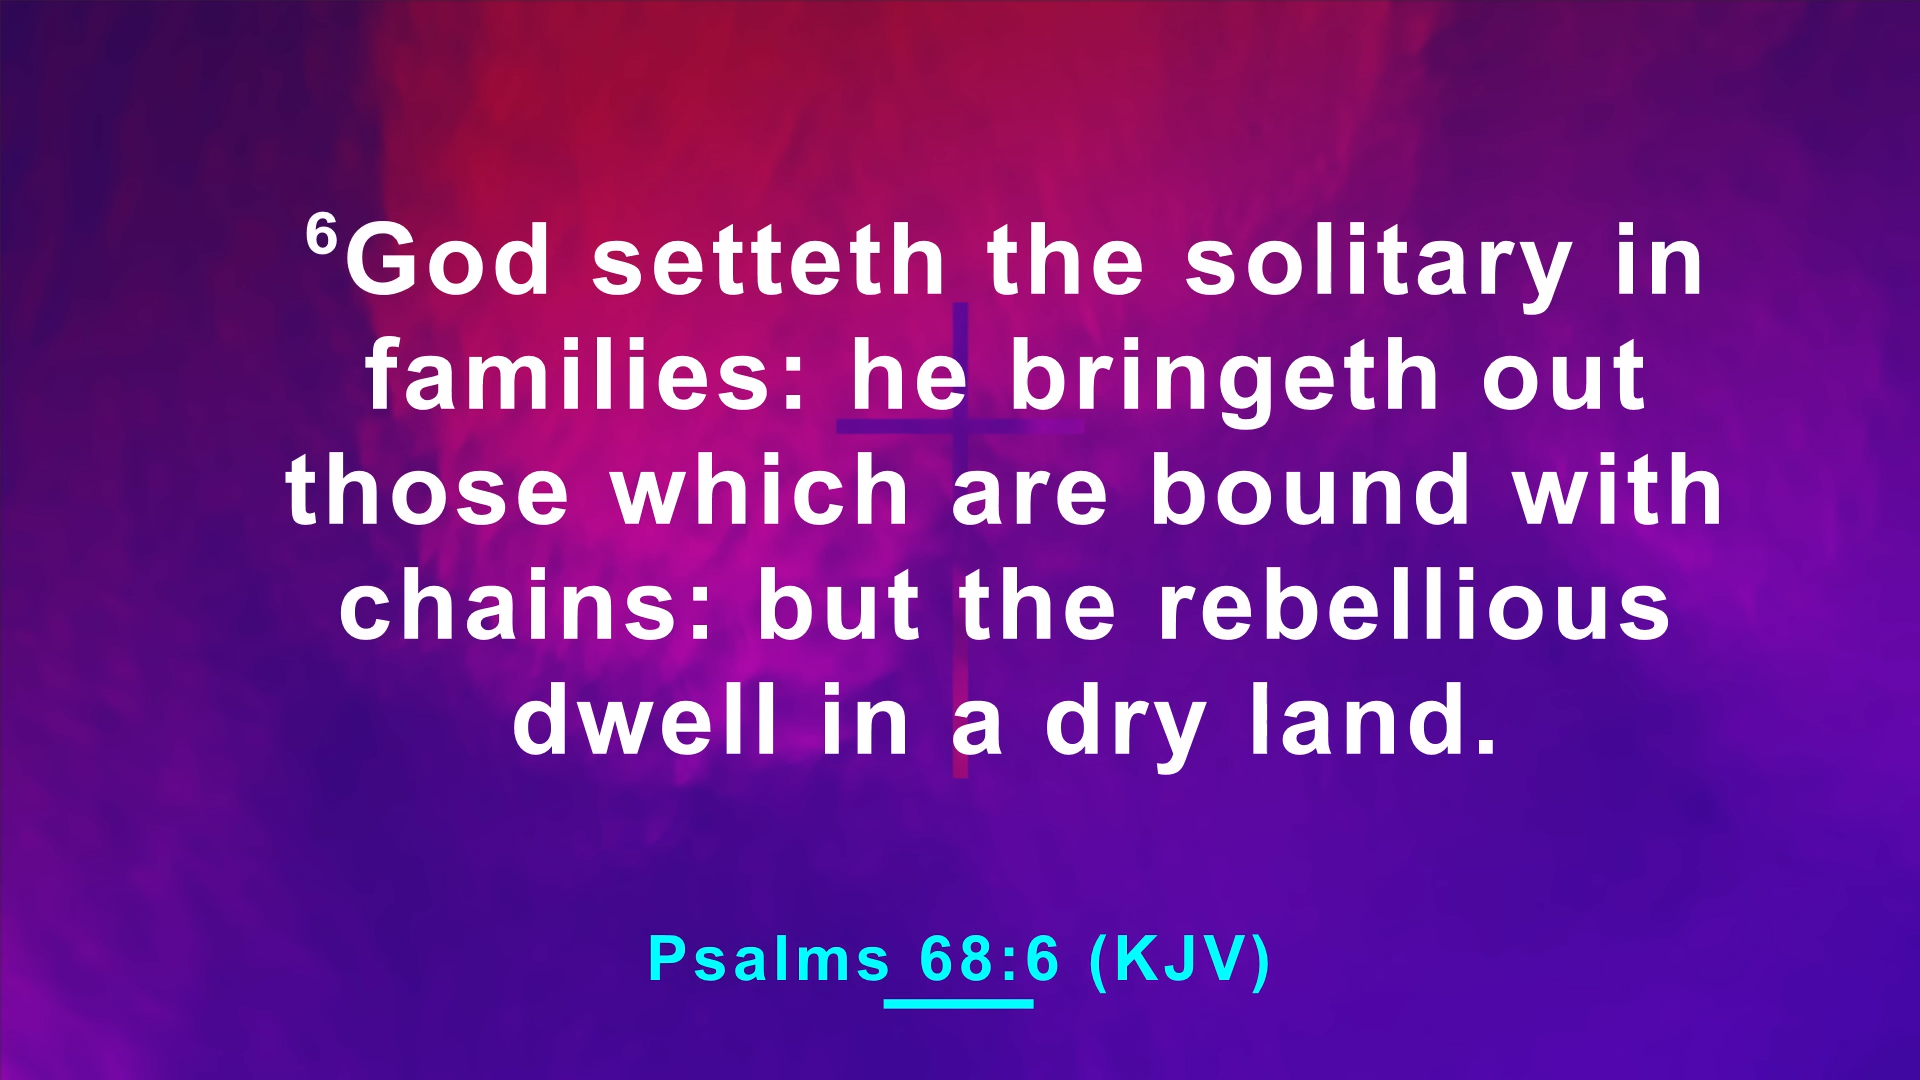 ⁶God setteth the solitary in
families: he bringeth out
those which are bound with
chains: but the rebellious
dwell in a dry land.
Psalms 68:6 (KJV)